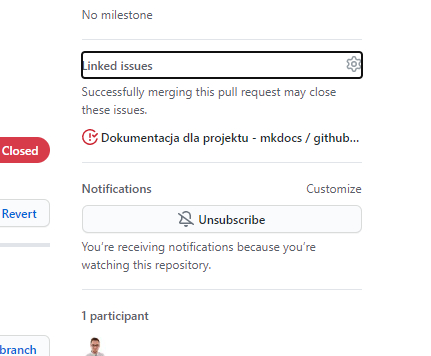 No milestone
Linked issues
Successfully merging this pull request may close
these issues.
Dokumentacja dla projektu - mkdocs / github...
Closed
Notifications
Customize
Revert
Unsubscribe
You're receiving notifications because you're
watching this repository.
1 participant
branch